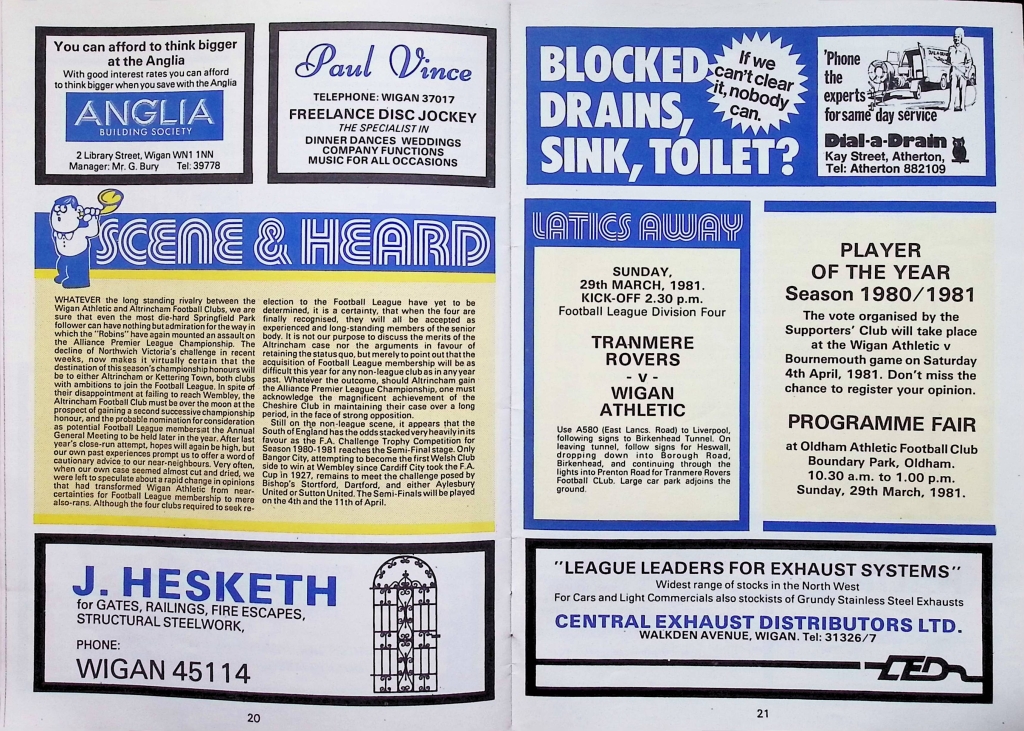 You can afford to think bigger
at the Anglia
With good interest rates you can afford
to think bigger when you save with the Anglia
ANGLIA
BUILDING SOCIETY
2 Library Street, Wigan WN1 1NN
Manager: Mr. G. Bury Tel: 39778
Paul Vince
TELEPHONE: WIGAN 37017
FREELANCE DISC JOCKEY
THE SPECIALIST IN
DINNER DANCES WEDDINGS
COMPANY FUNCTIONS
MUSIC FOR ALL OCCASIONS
SCENE & HEARD
WHATEVER the long standing rivalry between the
Wigan Athletic and Altrincham Football Clubs, we are
sure that even the most die-hard Springfield Park
follower can have nothing but admiration for the way in
which the "Robins" have again mounted an assault on
the Alliance Premier League Championship. The
decline of Northwich Victoria's challenge in recent
weeks, now makes it virtually certain that the
destination of this season's championship honours will
be to either Altrincham or Kettering Town, both clubs
with ambitions to join the Football League. In spite of
their disappointment at failing to reach Wembley, the
Altrincham Football Club must be over the moon at the
prospect of gaining a second successive championship
honour, and the probable nomination for consideration
as potential Football League members at the Annual
General Meeting to be held later in the year. After last
year's close-run attempt, hopes will again be high, but
our own past experiences prompt us to offer a word of
cautionary advice to our near-neighbours. Very often,
when our own case seemed almost cut and dried, we
were left to speculate about a rapid change in opinions
that had transformed Wigan Athletic from near-
certainties for Football League membership to mere
also-rans. Although the four clubs required to seek re-
election to the Football League have yet to be
determined, it is a certainty, that when the four are
finally recognised, they will all be accepted as
experienced and long-standing members of the senior
body. It is not our purpose to discuss the merits of the
Altrincham case nor the arguments in favour of
retaining the status quo, but merely to point out that the
acquisition of Football League membership will be as
difficult this year for any non-league club as in any year
past. Whatever the outcome, should Altrincham gain
the Alliance Premier League Championship, one must
acknowledge the magnificent achievement of the
Cheshire Club in maintaining their case over a long
period, in the face of strong opposition.
Still on the non-league scene, it appears that the
South of England has the odds stacked very heavily in its
favour as the F.A. Challenge Trophy Competition for
Season 1980-1981 reaches the Semi-Final stage. Only
Bangor City, attempting to become the first Welsh Club
side to win at Wembley since Cardiff City took the F.A.
Cup in 1927, remains to meet the challenge posed by
Bishop's Stortford, Dartford, and either Aylesbury
United or Sutton United. The Semi-Finals will be played
on the 4th and the 11th of April.
J. HESKETH
for GATES, RAILINGS, FIRE ESCAPES,
STRUCTURAL STEELWORK,
PHONE:
WIGAN 45114
20
BLOCKED
DRAINS,
SINK, TOILET?
If we
can't clear
it, nobody
can.
'Phone
the
experts
for same day service
Dial-a-Drain
Kay Street, Atherton,
Tel: Atherton 882109
LATICS AWAY
SUNDAY,
29th MARCH, 1981.
KICK-OFF 2.30 p.m.
Football League Division Four
TRANMERE
ROVERS
- v -
WIGAN
ATHLETIC
Use A580 (East Lancs. Road) to Liverpool,
following signs to Birkenhead Tunnel. On
leaving tunnel, follow signs for Heswall,
dropping down into Borough Road,
Birkenhead, and continuing through the
lights into Prenton Road for Tranmere Rovers
Football CLub. Large car park adjoins the
ground.
PLAYER
OF THE YEAR
Season 1980/1981
The vote organised by the
Supporters' Club will take place
at the Wigan Athletic v
Bournemouth game on Saturday
4th April, 1981. Don't miss the
chance to register your opinion.
PROGRAMME FAIR
at Oldham Athletic Football Club
Boundary Park, Oldham.
10.30 a.m. to 1.00 p.m.
Sunday, 29th March, 1981.
"LEAGUE LEADERS FOR EXHAUST SYSTEMS"
Widest range of stocks in the North West
For Cars and Light Commercials also stockists of Grundy Stainless Steel Exhausts
CENTRAL EXHAUST DISTRIBUTORS LTD.
WALKDEN AVENUE, WIGAN. Tel: 31326/7
CED
21